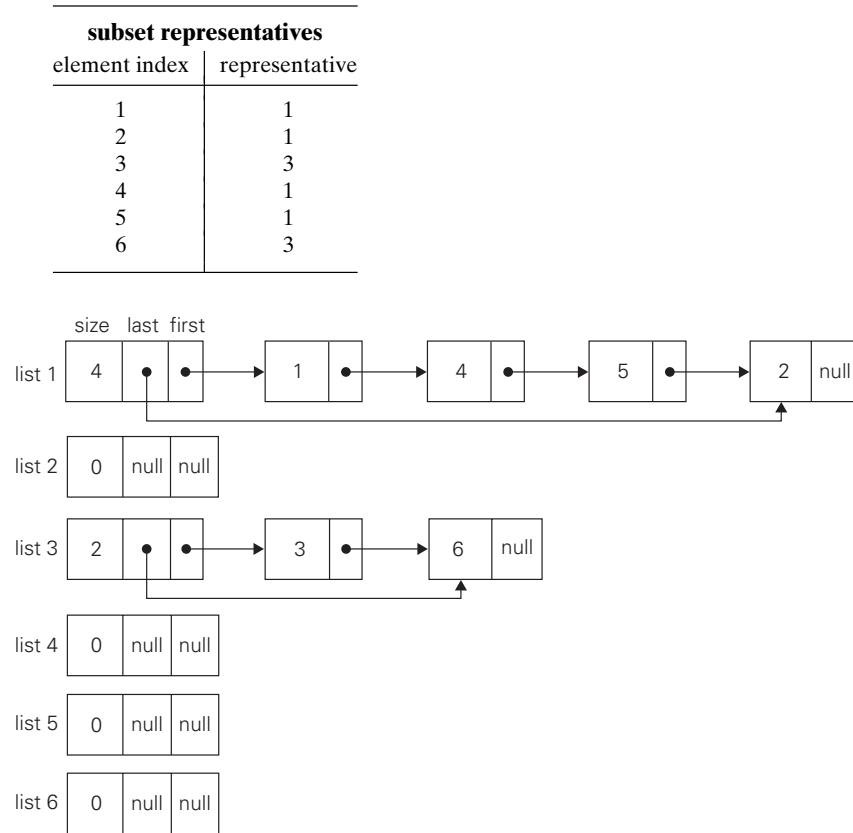 subset representatives
element index representative
1 1
2 1
3 3
4 1
5 1
6 3
size last first
list 1 4 1 4 5 2 null
list 2 0 null null
list 3 2 3 6 null
list 4 0 null null
list 5 0 null null
list 6 0 null null